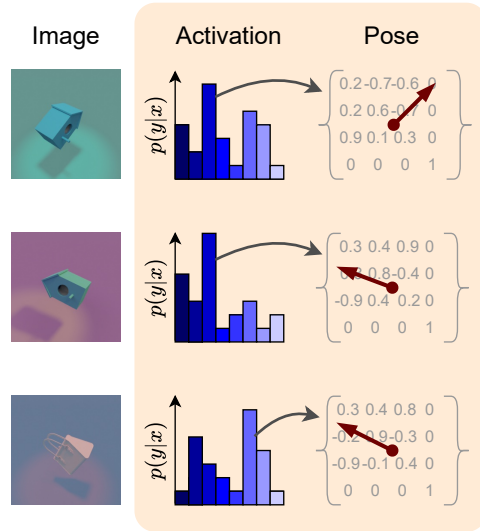 Image Activation Pose
p(y|x)
0.2 -0.7 -0.6 0
0.2 0.6 -0.7 0
0.9 0.1 0.3 0
0 0 0 1
p(y|x)
0.3 0.4 0.9 0
0.8 -0.4 0
-0.9 0.4 0.2 0
0 0 0 1
p(y|x)
0.3 0.4 0.8 0
-0.2 0.9 -0.3 0
-0.9 -0.1 0.4 0
0 0 0 1